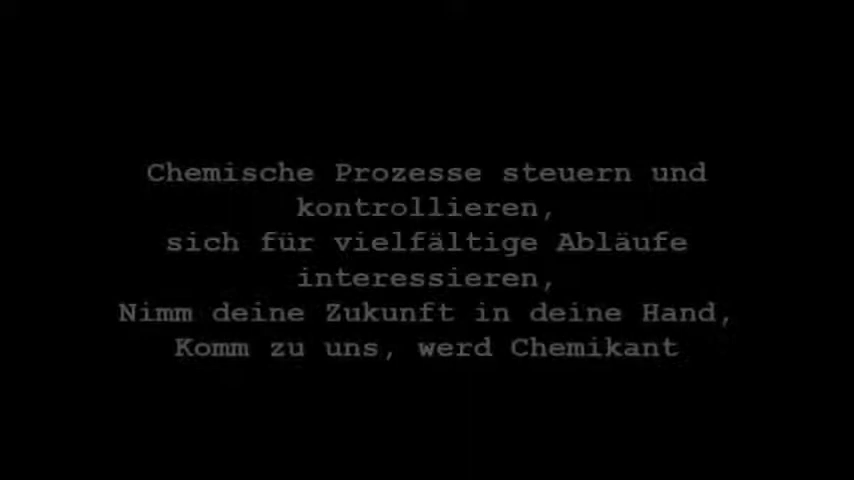 Chemische Prozesse steuern und
kontrollieren,
sich für vielfältige Abläufe
interessieren,
Nimm deine Zukunft in deine Hand,
Komm zu uns, werd Chemikant